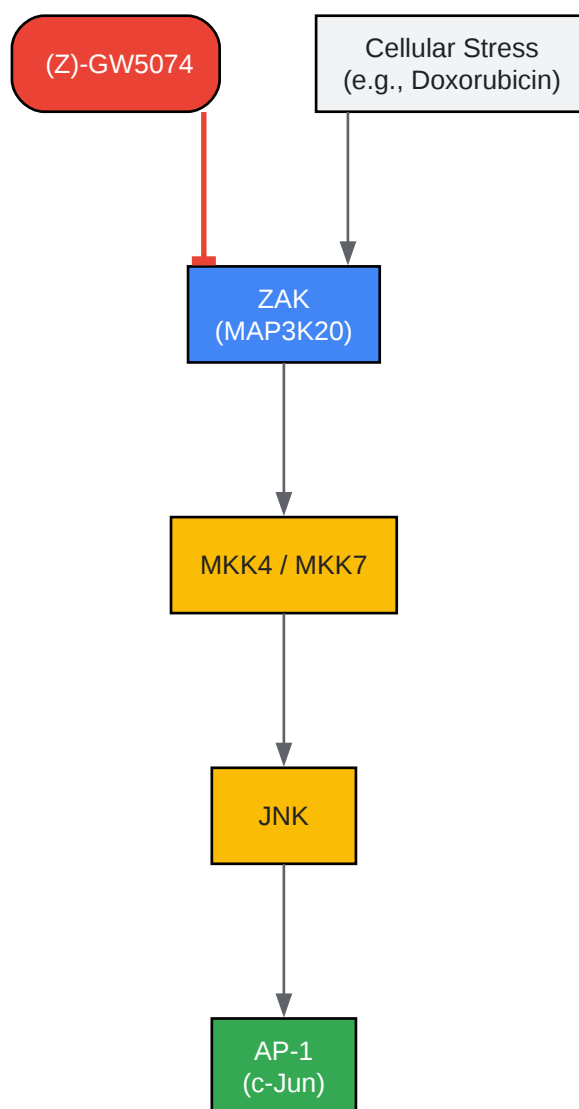 (Z)-GW5074
Cellular Stress
(e.g., Doxorubicin)
ZAK
(MAP3K20)
MKK4 / MKK7
JNK
AP-1
(c-Jun)